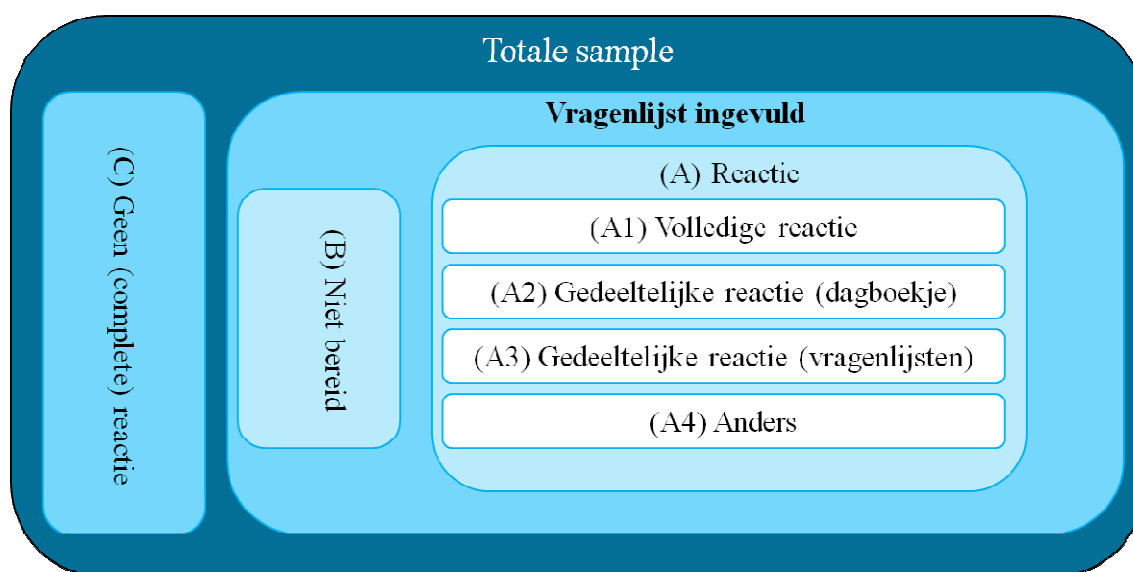 Totale sample
(C) Geen (complete) reactie
Vragenlijst ingevuld
(B) Niet bereid
(A) Reactie
(A1) Volledige reactie
(A2) Gedeeltelijke reactie (dagboekje)
(A3) Gedeeltelijke reactie (vragenlijsten)
(A4) Anders